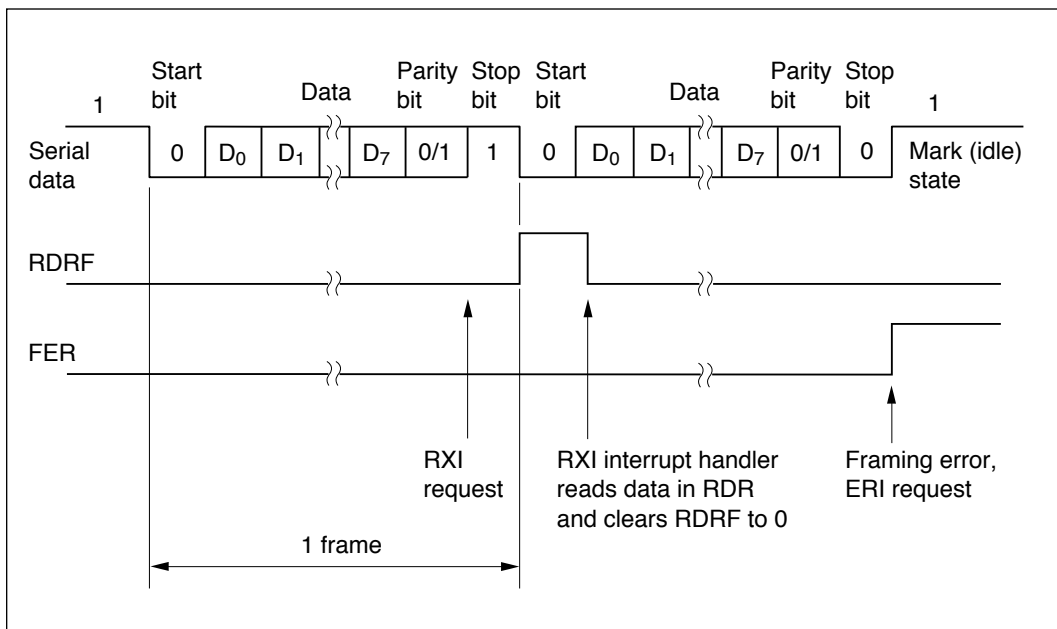 1
Start
bit
Data
Parity
bit
Stop
bit
Start
bit
Data
Parity
bit
Stop
bit
1
Serial
data
0 D₀ D₁ D₇ 0/1 1 0 D₀ D₁ D₇ 0/1 0
Mark (idle)
state
RDRF
FER
RXI
request
RXI interrupt handler
reads data in RDR
and clears RDRF to 0
Framing error,
ERI request
1 frame